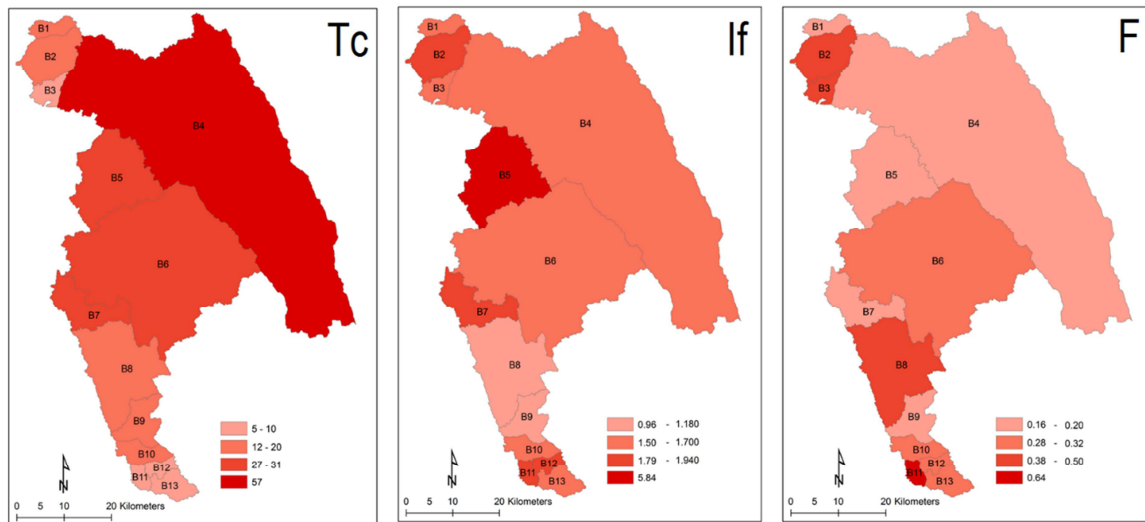 Tc
B1
B2
B3
B4
B5
B6
B7
B8
B9
B10
B12
B11
B13
5 - 10
12 - 20
27 - 31
57
N
0 5 10 20 Kilometers
If
B1
B2
B3
B4
B5
B6
B7
B8
B9
B10
B12
B11
B13
0.96 - 1.180
1.50 - 1.700
1.79 - 1.940
5.84
N
0 5 10 20 Kilometers
F
B1
B2
B3
B4
B5
B6
B7
B8
B9
B10
B12
B11
B13
0.16 - 0.20
0.28 - 0.32
0.38 - 0.50
0.64
N
0 5 10 20 Kilometers